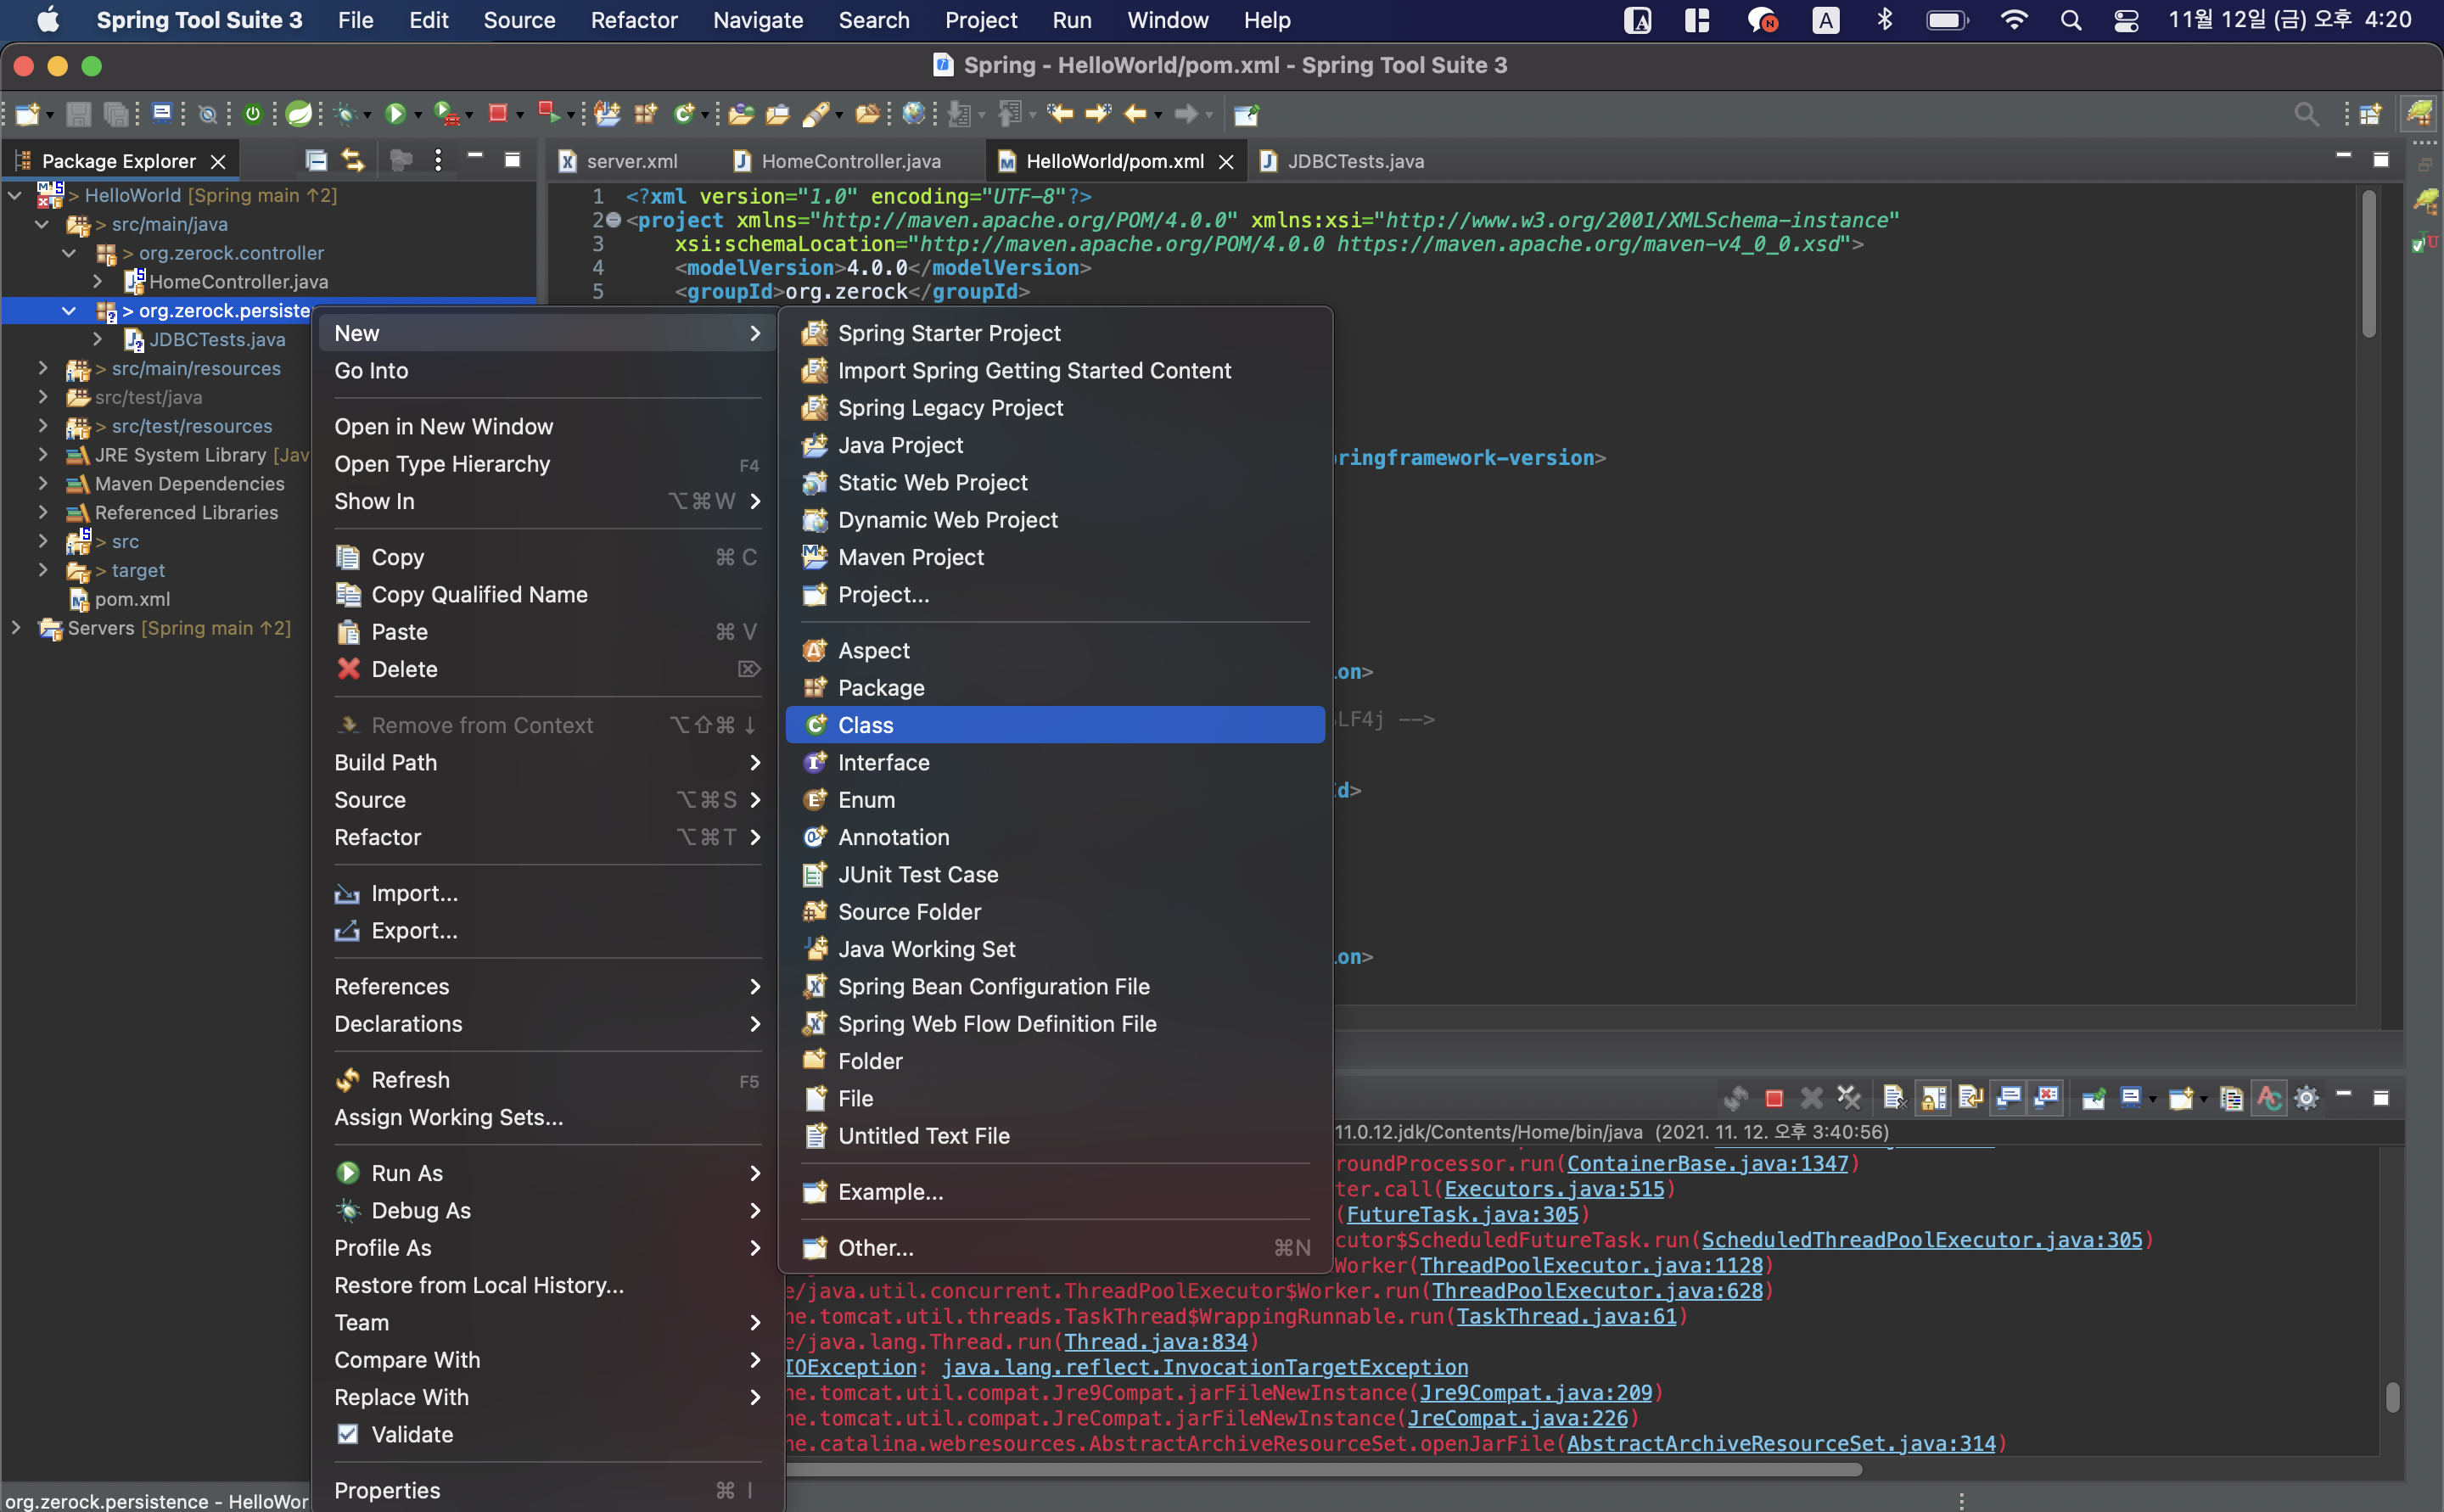 Spring Tool Suite 3 File Edit Source Refactor Navigate Search Project Run Window Help A 11월 12일 (금) 오후 4:20
Spring - HelloWorld/pom.xml - Spring Tool Suite 3
Package Explorer
> HelloWorld [Spring main ↑2]
> src/main/java
> org.zerock.controller
HomeController.java
> org.zerock.persiste
JDBCTests.java
> src/main/resources
src/test/java
> src/test/resources
JRE System Library [Jav
Maven Dependencies
Referenced Libraries
> src
> target
pom.xml
Servers [Spring main ↑2]
server.xml HomeController.java HelloWorld/pom.xml JDBCTests.java
1 <?xml version="1.0" encoding="UTF-8"?>
2 <project xmlns="http://maven.apache.org/POM/4.0.0" xmlns:xsi="http://www.w3.org/2001/XMLSchema-instance"
3 xsi:schemaLocation="http://maven.apache.org/POM/4.0.0 https://maven.apache.org/maven-v4_0_0.xsd">
4 <modelVersion>4.0.0</modelVersion>
5 <groupId>org.zerock</groupId>
New
Go Into
Open in New Window
Open Type Hierarchy F4
Show In ⌥⌘W
Copy ⌘C
Copy Qualified Name
Paste ⌘V
Delete ⌦
Remove from Context ⌥⇧⌘↓
Build Path
Source ⌥⌘S
Refactor ⌥⌘T
Import...
Export...
References
Declarations
Refresh F5
Assign Working Sets...
Run As
Debug As
Profile As
Restore from Local History...
Team
Compare With
Replace With
Validate
Properties ⌘I
Spring Starter Project
Import Spring Getting Started Content
Spring Legacy Project
Java Project
Static Web Project
Dynamic Web Project
Maven Project
Project...
Aspect
Package
Class
Interface
Enum
Annotation
JUnit Test Case
Source Folder
Java Working Set
Spring Bean Configuration File
Spring Web Flow Definition File
Folder
File
Untitled Text File
Example...
Other... ⌘N
ringframework-version>
ion>
LF4j -->
Id>
ion>
11.0.12.jdk/Contents/Home/bin/java (2021. 11. 12. 오후 3:40:56)
roundProcessor.run(ContainerBase.java:1347)
ter.call(Executors.java:515)
(FutureTask.java:305)
cutor$ScheduledFutureTask.run(ScheduledThreadPoolExecutor.java:305)
Worker(ThreadPoolExecutor.java:1128)
e/java.util.concurrent.ThreadPoolExecutor$Worker.run(ThreadPoolExecutor.java:628)
he.tomcat.util.threads.TaskThread$WrappingRunnable.run(TaskThread.java:61)
e/java.lang.Thread.run(Thread.java:834)
IOException: java.lang.reflect.InvocationTargetException
he.tomcat.util.compat.Jre9Compat.jarFileNewInstance(Jre9Compat.java:209)
he.tomcat.util.compat.JreCompat.jarFileNewInstance(JreCompat.java:226)
he.catalina.webresources.AbstractArchiveResourceSet.openJarFile(AbstractArchiveResourceSet.java:314)
org.zerock.persistence - HelloWor